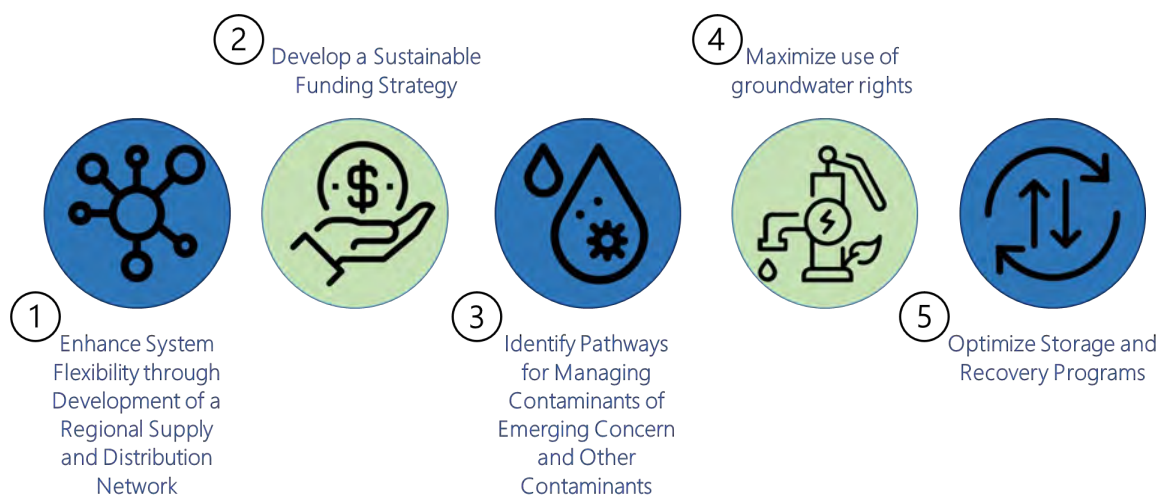 1
Enhance System
Flexibility through
Development of a
Regional Supply
and Distribution
Network
2
Develop a Sustainable
Funding Strategy
$
3
Identify Pathways
for Managing
Contaminants of
Emerging Concern
and Other
Contaminants
4
Maximize use of
groundwater rights
5
Optimize Storage and
Recovery Programs